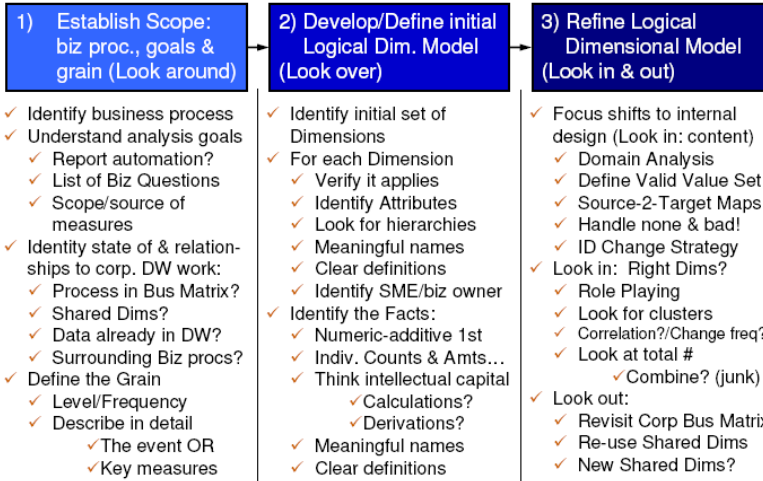 1) Establish Scope:
biz proc., goals &
grain (Look around)
2) Develop/Define initial
Logical Dim. Model
(Look over)
3) Refine Logical
Dimensional Model
(Look in & out)
Identify business process
Understand analysis goals
Report automation?
List of Biz Questions
Scope/source of
measures
Identity state of & relation-
ships to corp. DW work:
Process in Bus Matrix?
Shared Dims?
Data already in DW?
Surrounding Biz procs?
Define the Grain
Level/Frequency
Describe in detail
The event OR
Key measures
Identify initial set of
Dimensions
For each Dimension
Verify it applies
Identify Attributes
Look for hierarchies
Meaningful names
Clear definitions
Identify SME/biz owner
Identify the Facts:
Numeric-additive 1st
Indiv. Counts & Amts...
Think intellectual capital
Calculations?
Derivations?
Meaningful names
Clear definitions
Focus shifts to internal
design (Look in: content)
Domain Analysis
Define Valid Value Set
Source-2-Target Maps
Handle none & bad!
ID Change Strategy
Look in: Right Dims?
Role Playing
Look for clusters
Correlation?/Change freq?
Look at total #
Combine? (junk)
Look out:
Revisit Corp Bus Matrix
Re-use Shared Dims
New Shared Dims?